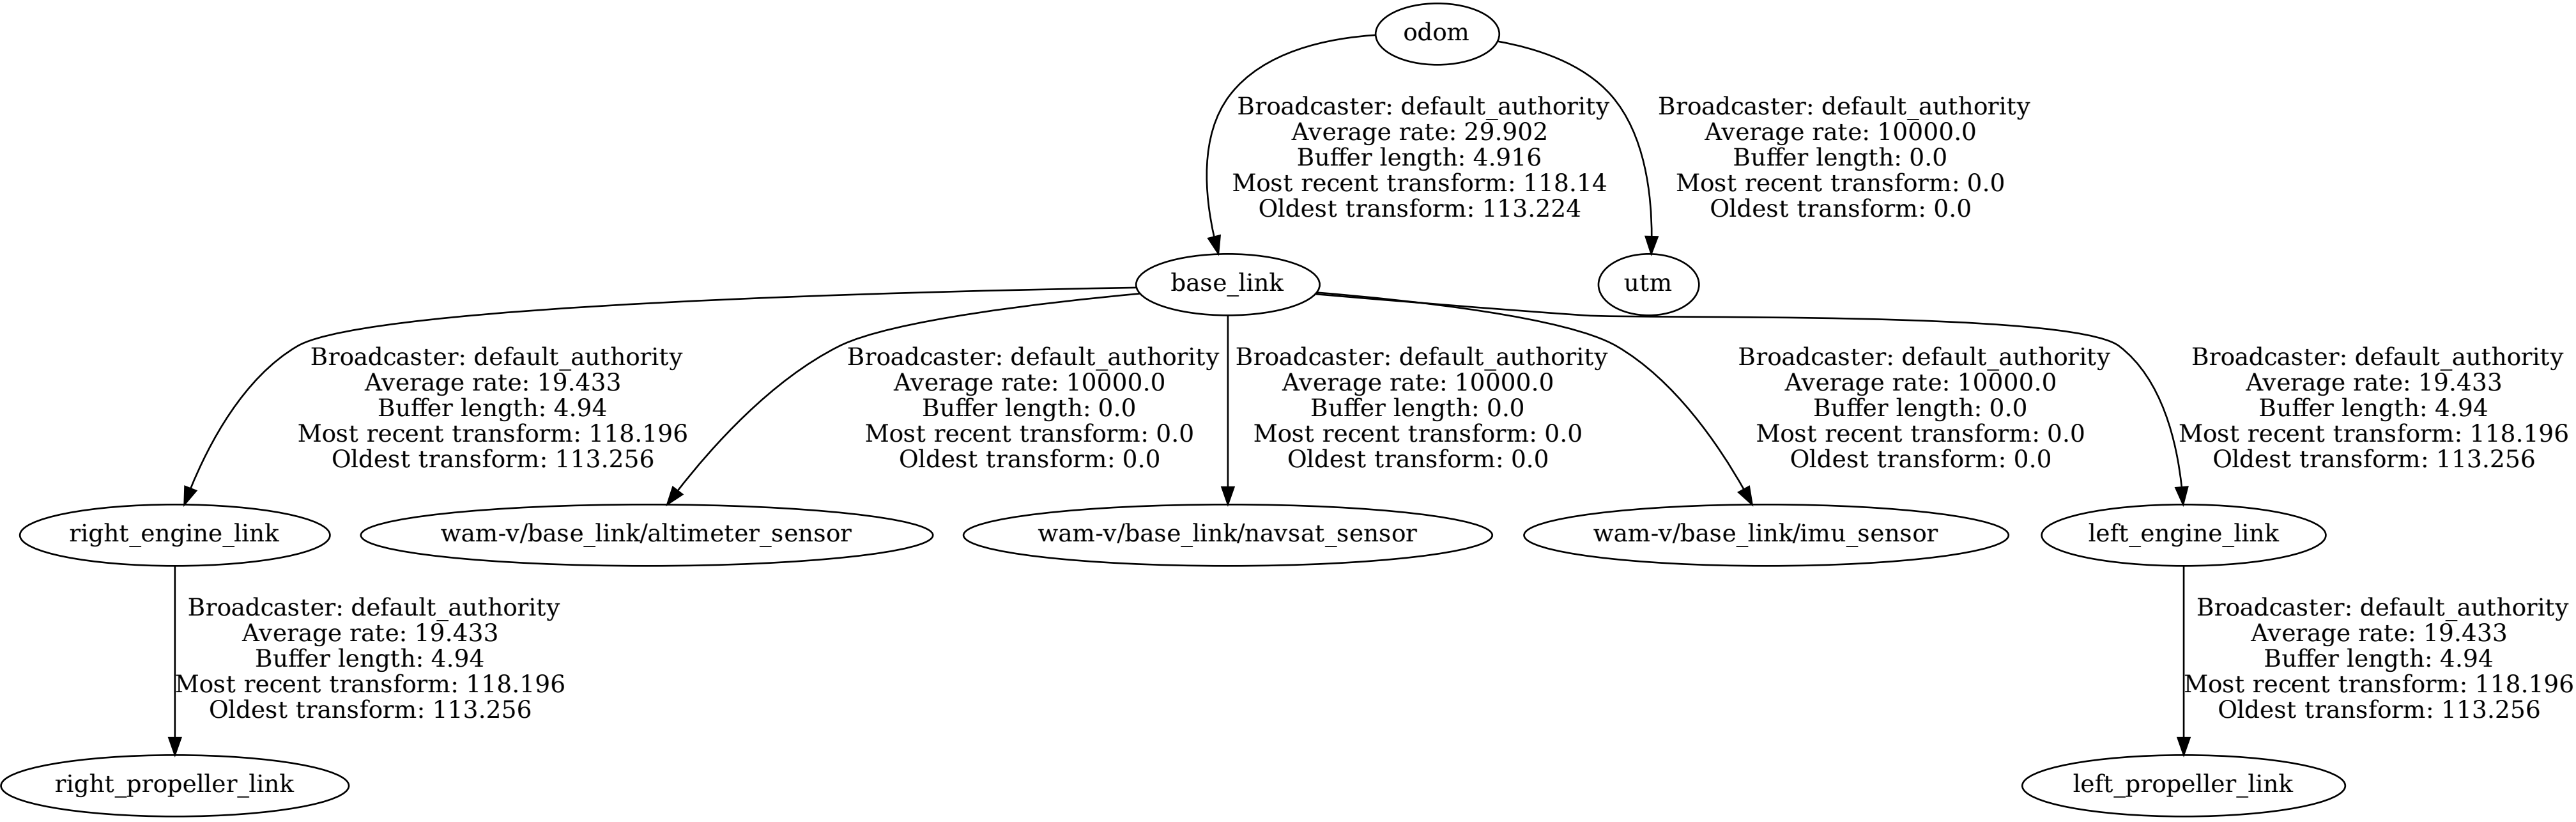 odom
Broadcaster: default_authority
Average rate: 29.902
Buffer length: 4.916
Most recent transform: 118.14
Oldest transform: 113.224
Broadcaster: default_authority
Average rate: 10000.0
Buffer length: 0.0
Most recent transform: 0.0
Oldest transform: 0.0
base_link
utm
Broadcaster: default_authority
Average rate: 19.433
Buffer length: 4.94
Most recent transform: 118.196
Oldest transform: 113.256
Broadcaster: default_authority
Average rate: 10000.0
Buffer length: 0.0
Most recent transform: 0.0
Oldest transform: 0.0
Broadcaster: default_authority
Average rate: 10000.0
Buffer length: 0.0
Most recent transform: 0.0
Oldest transform: 0.0
Broadcaster: default_authority
Average rate: 10000.0
Buffer length: 0.0
Most recent transform: 0.0
Oldest transform: 0.0
Broadcaster: default_authority
Average rate: 19.433
Buffer length: 4.94
Most recent transform: 118.196
Oldest transform: 113.256
right_engine_link
wam-v/base_link/altimeter_sensor
wam-v/base_link/navsat_sensor
wam-v/base_link/imu_sensor
left_engine_link
Broadcaster: default_authority
Average rate: 19.433
Buffer length: 4.94
Most recent transform: 118.196
Oldest transform: 113.256
Broadcaster: default_authority
Average rate: 19.433
Buffer length: 4.94
Most recent transform: 118.196
Oldest transform: 113.256
right_propeller_link
left_propeller_link